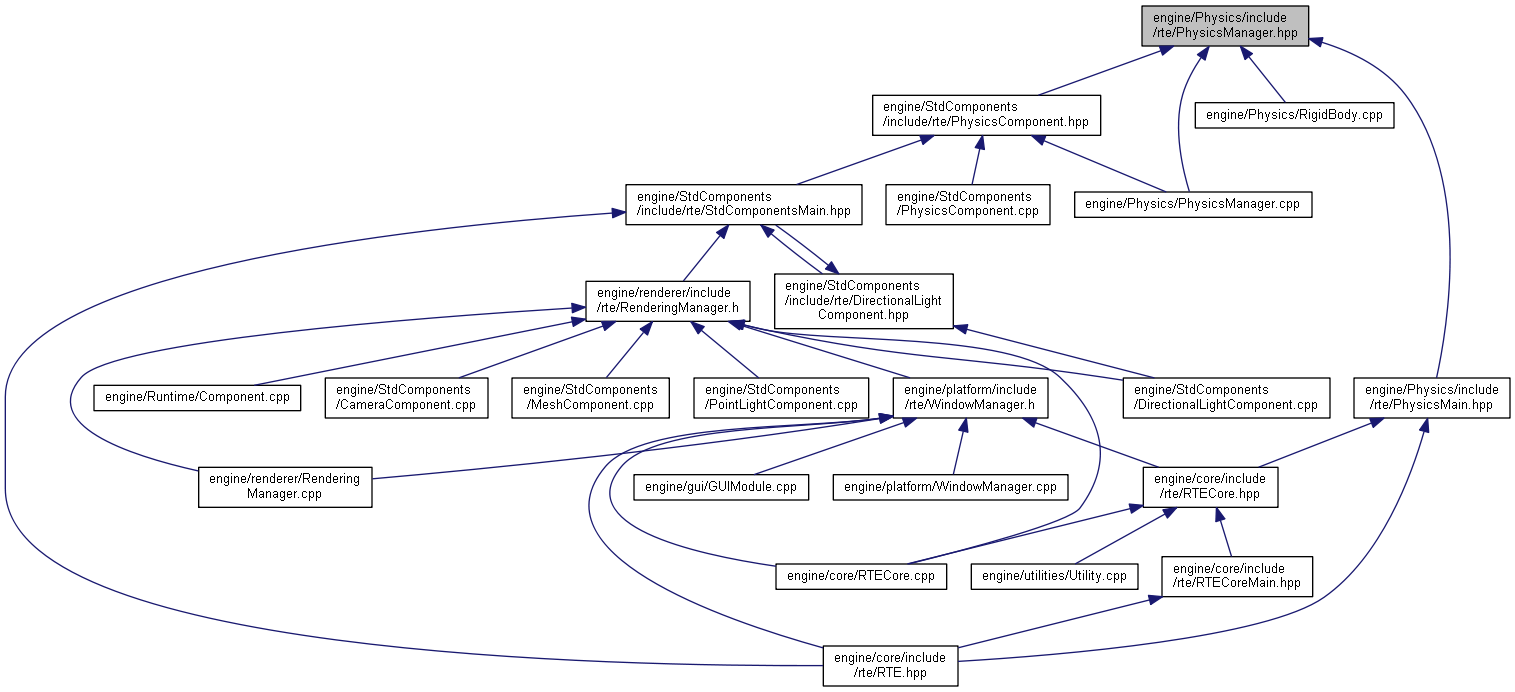 engine/Physics/include
/rte/PhysicsManager.hpp
engine/StdComponents
/include/rte/PhysicsComponent.hpp
engine/Physics/RigidBody.cpp
engine/StdComponents
/include/rte/StdComponentsMain.hpp
engine/StdComponents
/PhysicsComponent.cpp
engine/Physics/PhysicsManager.cpp
engine/renderer/include
/rte/RenderingManager.h
engine/StdComponents
/include/rte/DirectionalLight
Component.hpp
engine/Runtime/Component.cpp
engine/StdComponents
/CameraComponent.cpp
engine/StdComponents
/MeshComponent.cpp
engine/StdComponents
/PointLightComponent.cpp
engine/platform/include
/rte/WindowManager.h
engine/StdComponents
/DirectionalLightComponent.cpp
engine/Physics/include
/rte/PhysicsMain.hpp
engine/renderer/Rendering
Manager.cpp
engine/gui/GUIModule.cpp
engine/platform/WindowManager.cpp
engine/core/include
/rte/RTECore.hpp
engine/core/RTECore.cpp
engine/utilities/Utility.cpp
engine/core/include
/rte/RTECoreMain.hpp
engine/core/include
/rte/RTE.hpp